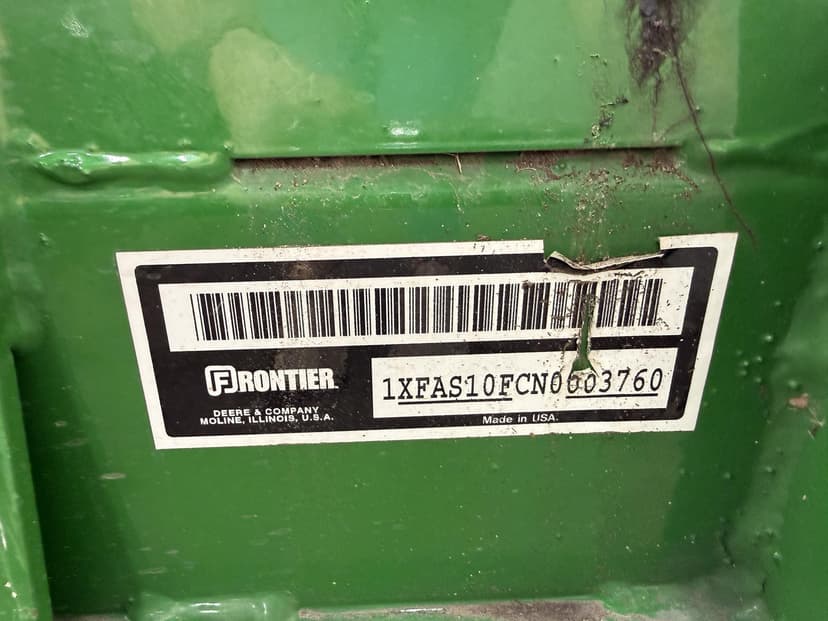 FRONTIER
DEERE & COMPANY
MOLINE, ILLINOIS, U.S.A.
1XFAS10FCN0003760
Made in USA.